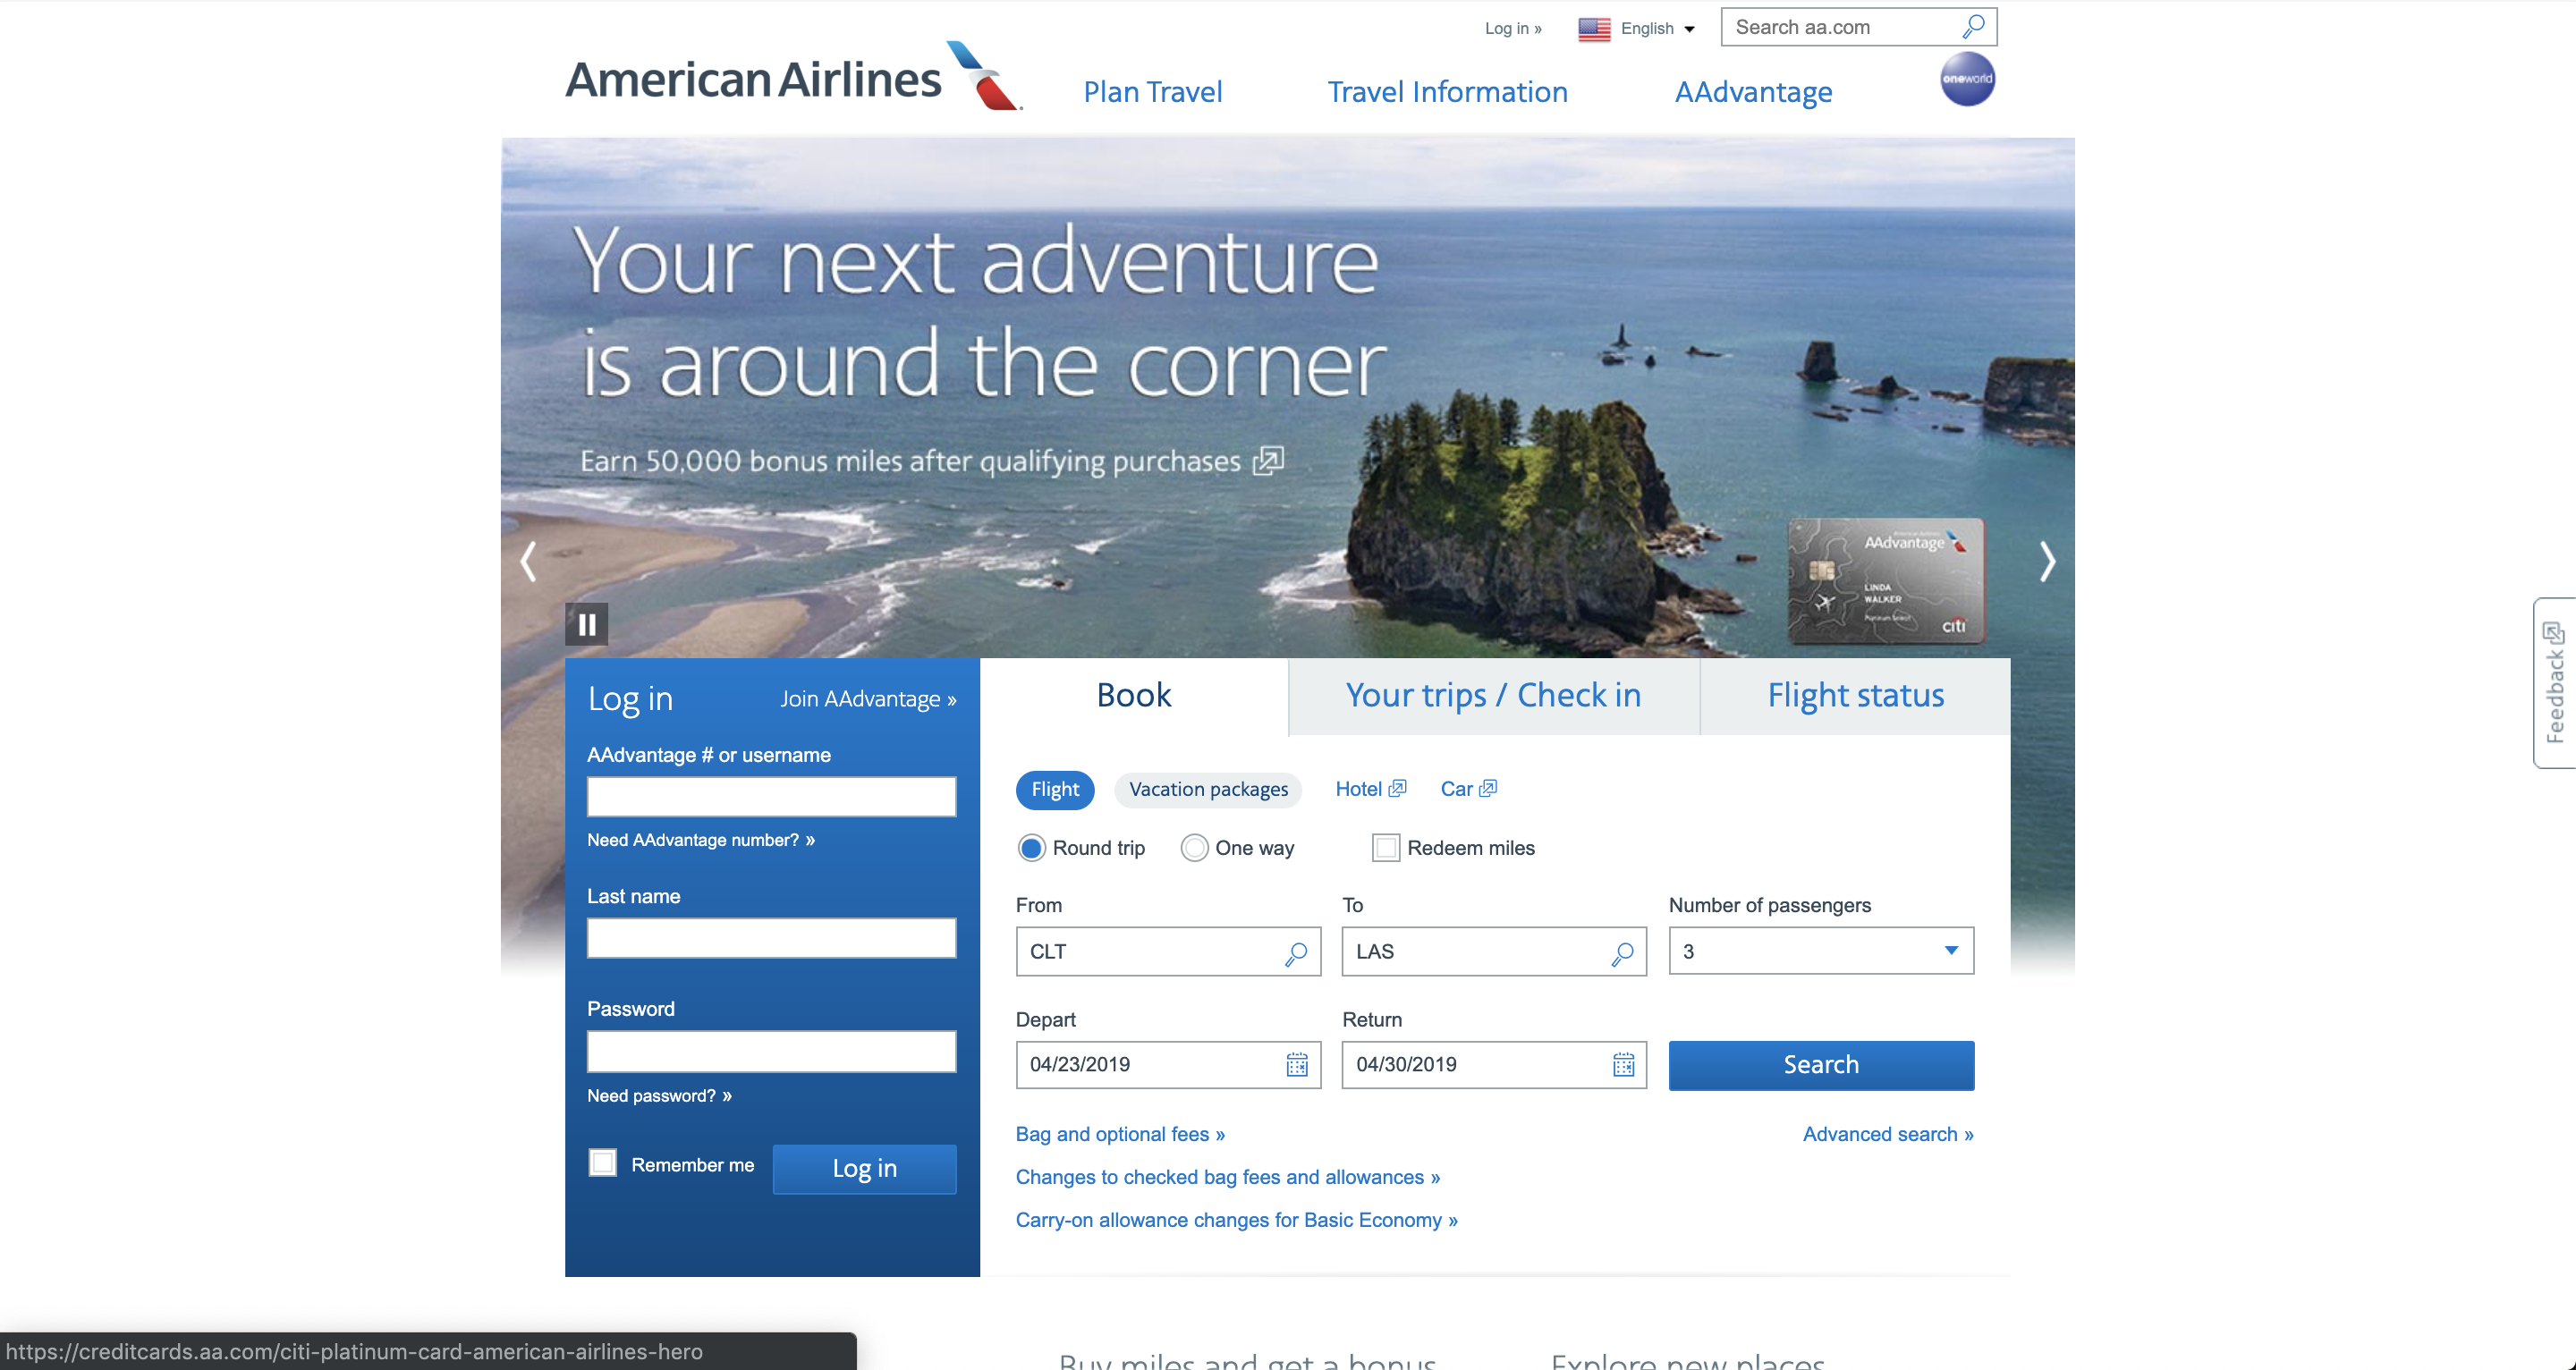 Log in »
English
Search aa.com
American Airlines
Plan Travel
Travel Information
AAdvantage
oneworld
Your next adventure
is around the corner
Earn 50,000 bonus miles after qualifying purchases
AAdvantage
LINDA
WALKER
Platinum Select
citi
Feedback
Log in
Join AAdvantage »
AAdvantage # or username
Need AAdvantage number? »
Last name
Password
Need password? »
Remember me
Log in
Book
Your trips / Check in
Flight status
Flight
Vacation packages
Hotel
Car
Round trip
One way
Redeem miles
From
To
Number of passengers
CLT
LAS
3
Depart
Return
04/23/2019
04/30/2019
Search
Bag and optional fees »
Advanced search »
Changes to checked bag fees and allowances »
Carry-on allowance changes for Basic Economy »
https://creditcards.aa.com/citi-platinum-card-american-airlines-hero
Buy miles and get a bonus
Explore new places